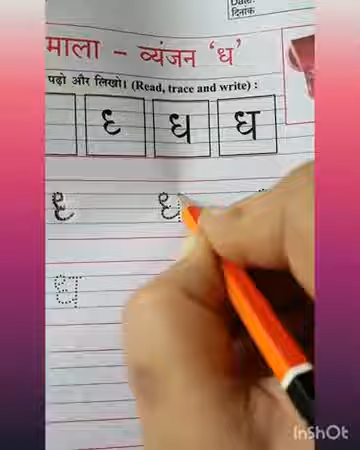 Date:
दिनांक
माला – व्यंजन ‘ध’
पढ़ो और लिखो। (Read, trace and write) :
ध ध
ध
InShOt